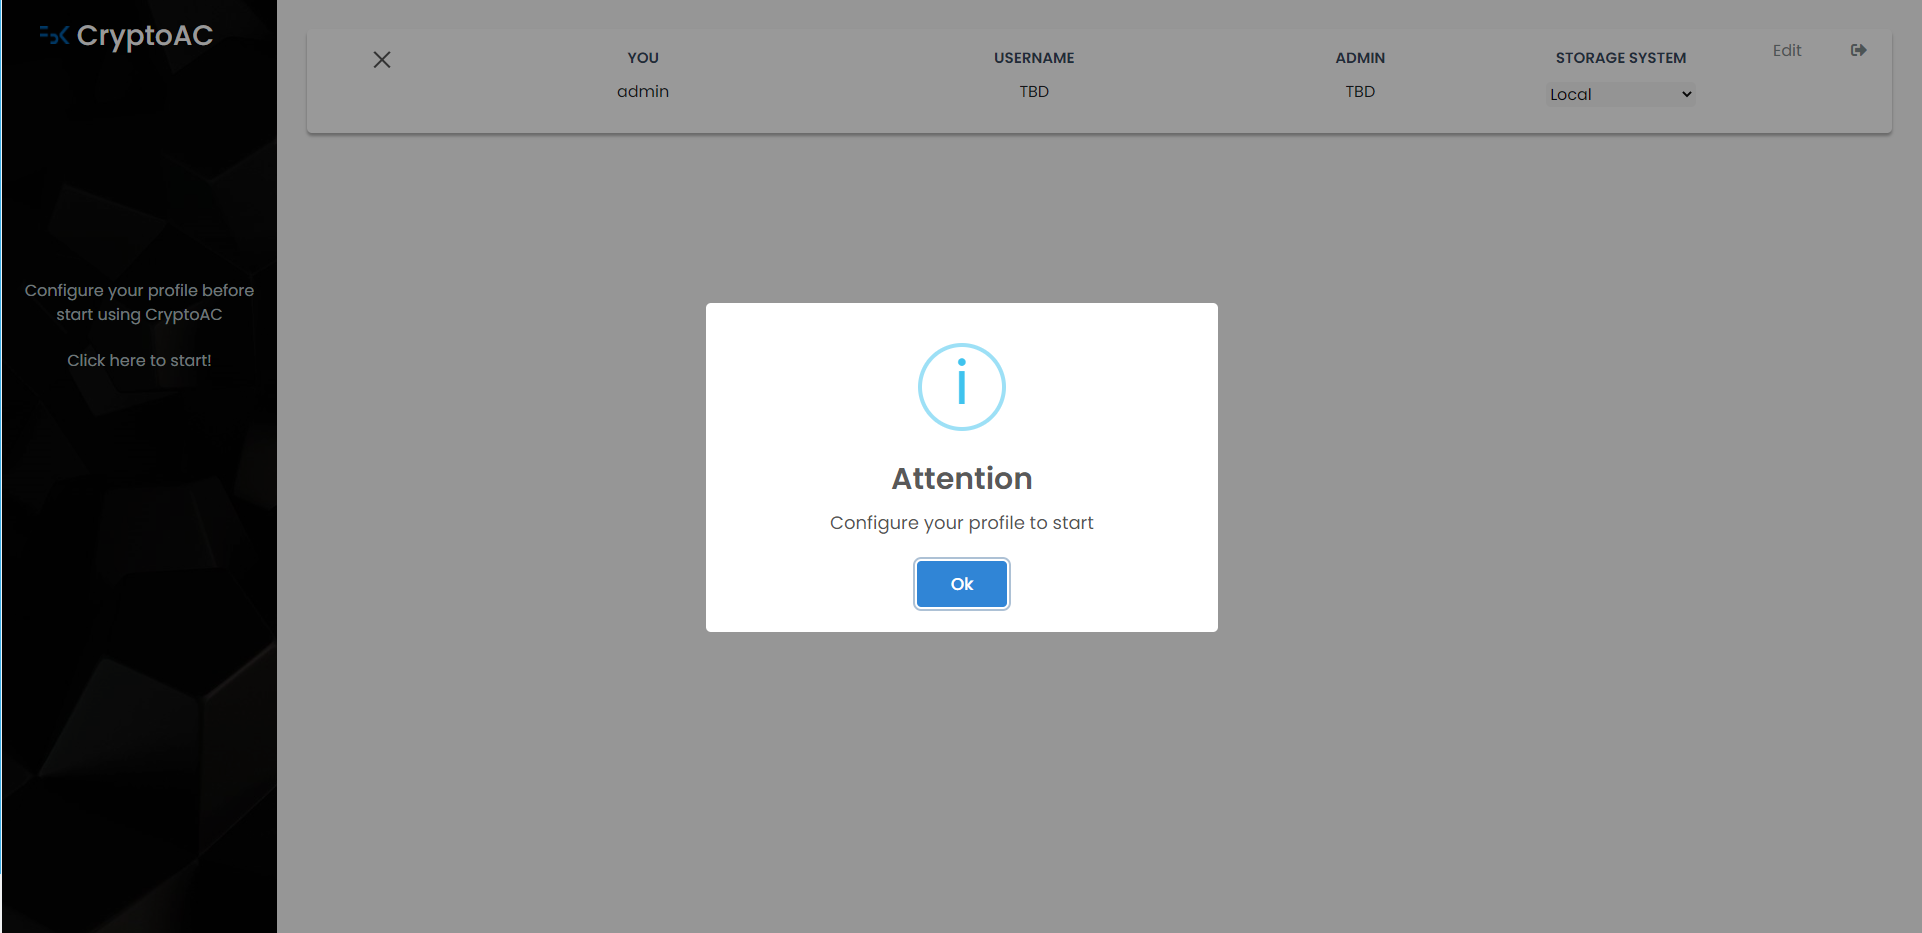 CryptoAC
YOU
USERNAME
ADMIN
STORAGE SYSTEM
Edit
admin
TBD
TBD
Local
Configure your profile before
start using CryptoAC
Click here to start!
i
Attention
Configure your profile to start
Ok